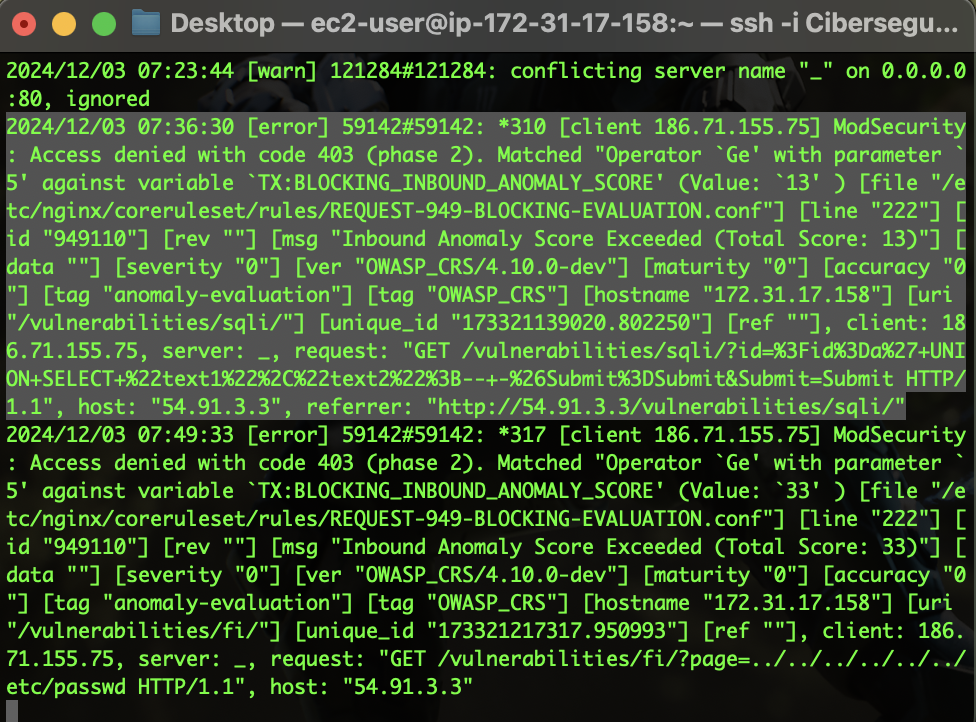 Desktop — ec2-user@ip-172-31-17-158:~ — ssh -i Cibersegu...
2024/12/03 07:23:44 [warn] 121284#121284: conflicting server name "_" on 0.0.0.0
:80, ignored
2024/12/03 07:36:30 [error] 59142#59142: *310 [client 186.71.155.75] ModSecurity
: Access denied with code 403 (phase 2). Matched "Operator `Ge' with parameter `
5' against variable `TX:BLOCKING_INBOUND_ANOMALY_SCORE' (Value: `13' ) [file "/e
tc/nginx/coreruleset/rules/REQUEST-949-BLOCKING-EVALUATION.conf"] [line "222"] [
id "949110"] [rev ""] [msg "Inbound Anomaly Score Exceeded (Total Score: 13)"] [
data ""] [severity "0"] [ver "OWASP_CRS/4.10.0-dev"] [maturity "0"] [accuracy "0
"] [tag "anomaly-evaluation"] [tag "OWASP_CRS"] [hostname "172.31.17.158"] [uri
"/vulnerabilities/sqli/"] [unique_id "173321139020.802250"] [ref ""], client: 18
6.71.155.75, server: _, request: "GET /vulnerabilities/sqli/?id=%3Fid%3Da%27+UNI
ON+SELECT+%22text1%22%2C%22text2%22%3B--+-%26Submit%3DSubmit&Submit=Submit HTTP/
1.1", host: "54.91.3.3", referrer: "http://54.91.3.3/vulnerabilities/sqli/"
2024/12/03 07:49:33 [error] 59142#59142: *317 [client 186.71.155.75] ModSecurity
: Access denied with code 403 (phase 2). Matched "Operator `Ge' with parameter `
5' against variable `TX:BLOCKING_INBOUND_ANOMALY_SCORE' (Value: `33' ) [file "/e
tc/nginx/coreruleset/rules/REQUEST-949-BLOCKING-EVALUATION.conf"] [line "222"] [
id "949110"] [rev ""] [msg "Inbound Anomaly Score Exceeded (Total Score: 33)"] [
data ""] [severity "0"] [ver "OWASP_CRS/4.10.0-dev"] [maturity "0"] [accuracy "0
"] [tag "anomaly-evaluation"] [tag "OWASP_CRS"] [hostname "172.31.17.158"] [uri
"/vulnerabilities/fi/"] [unique_id "173321217317.950993"] [ref ""], client: 186.
71.155.75, server: _, request: "GET /vulnerabilities/fi/?page=../../../../../../
etc/passwd HTTP/1.1", host: "54.91.3.3"